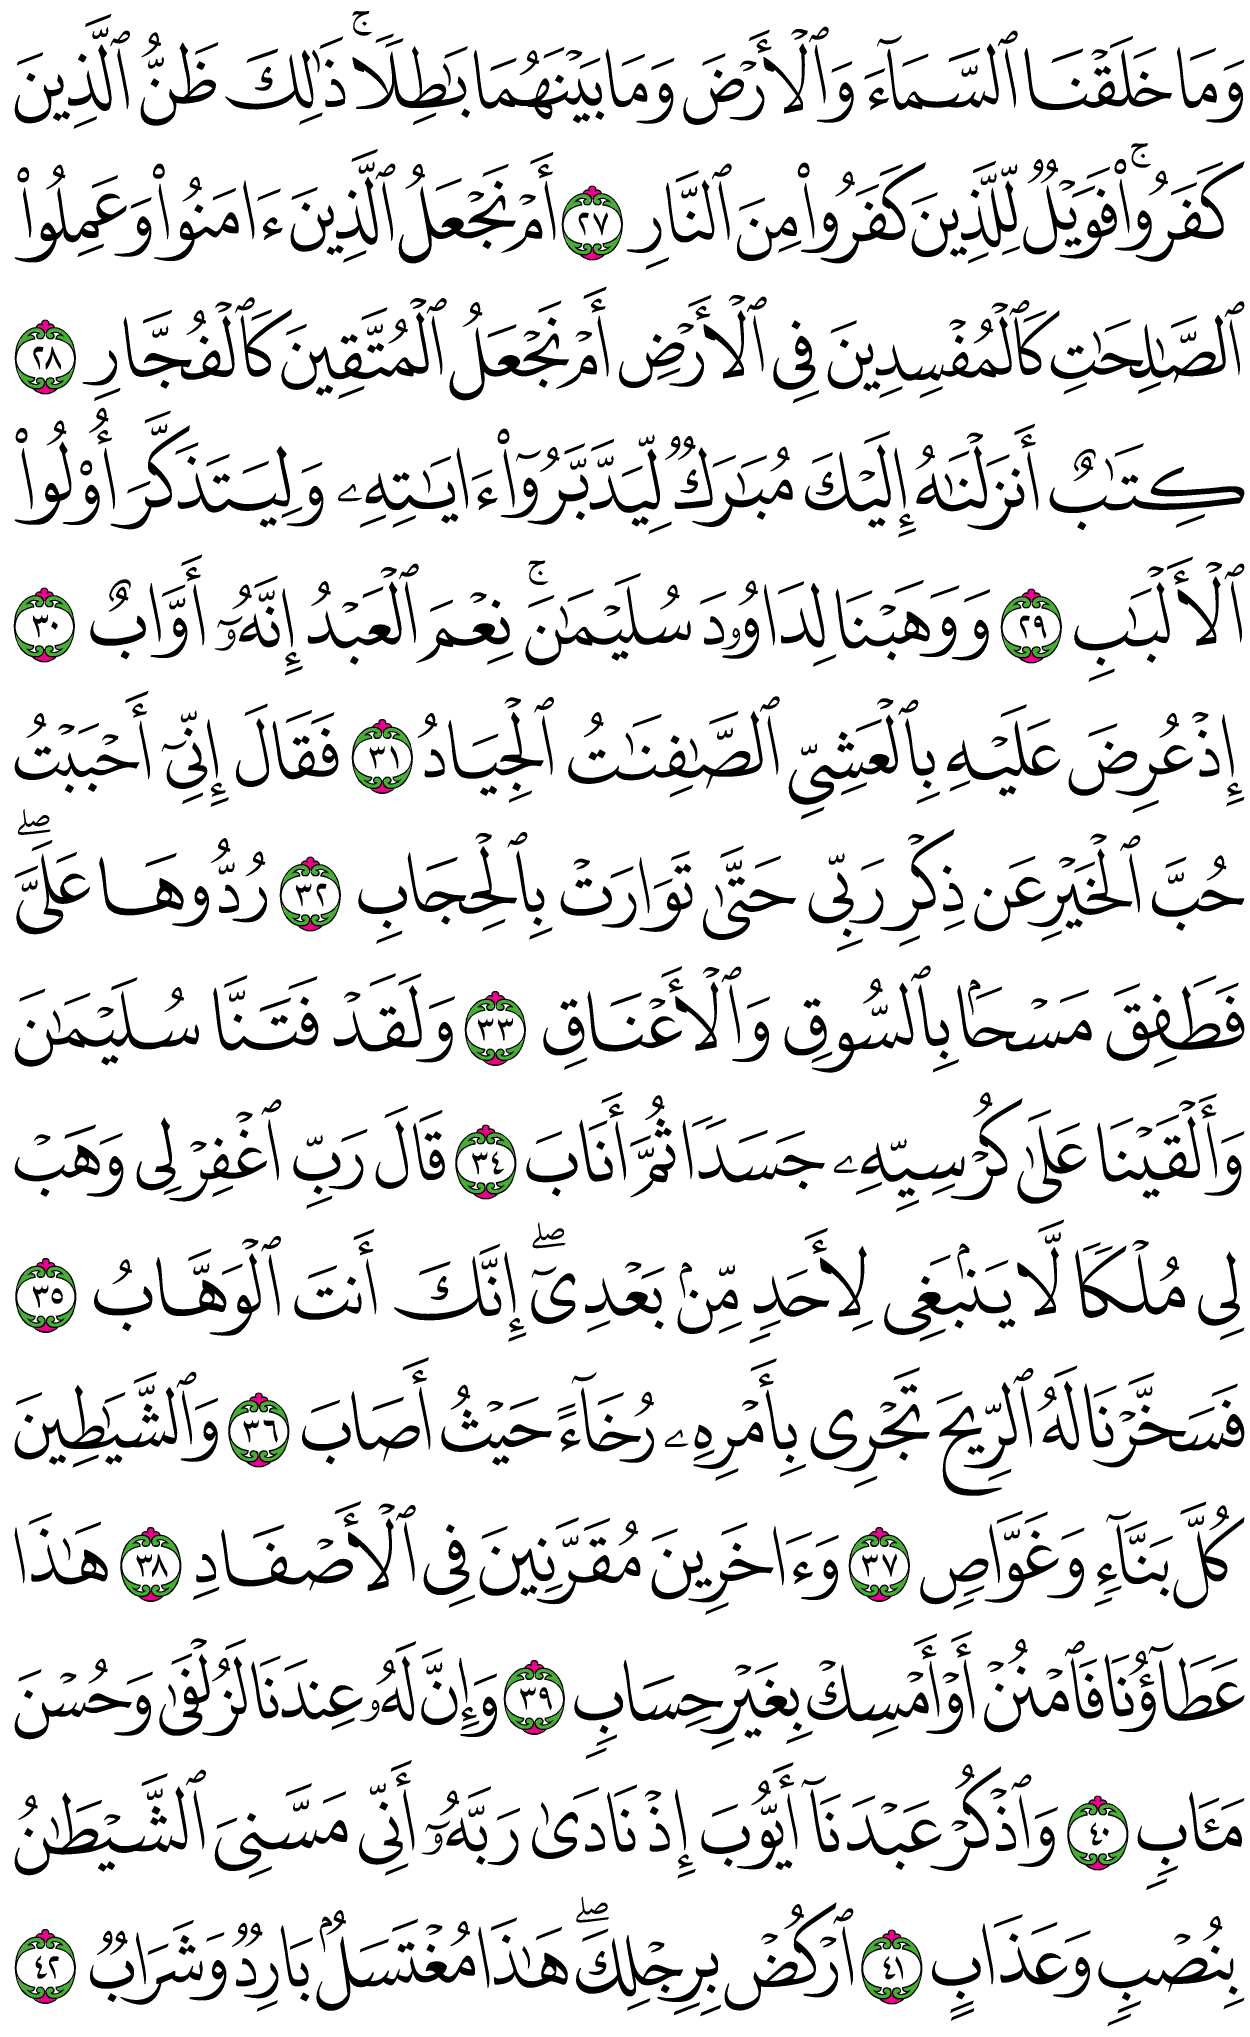 وَمَا خَلَقْنَا ٱلسَّمَآءَ وَٱلْأَرْضَ وَمَا بَيْنَهُمَا بَٰطِلًا ۚ ذَٰلِكَ ظَنُّ ٱلَّذِينَ
كَفَرُوا۟ ۚ فَوَيْلٌ لِّلَّذِينَ كَفَرُوا۟ مِنَ ٱلنَّارِ ٢٧ أَمْ نَجْعَلُ ٱلَّذِينَ ءَامَنُوا۟ وَعَمِلُوا۟
ٱلصَّٰلِحَٰتِ كَٱلْمُفْسِدِينَ فِى ٱلْأَرْضِ أَمْ نَجْعَلُ ٱلْمُتَّقِينَ كَٱلْفُجَّارِ ٢٨
كِتَٰبٌ أَنزَلْنَٰهُ إِلَيْكَ مُبَٰرَكٌ لِّيَدَّبَّرُوٓا۟ ءَايَٰتِهِۦ وَلِيَتَذَكَّرَ أُو۟لُوا۟
ٱلْأَلْبَٰبِ ٢٩ وَوَهَبْنَا لِدَاوُۥدَ سُلَيْمَٰنَ ۚ نِعْمَ ٱلْعَبْدُ إِنَّهُۥٓ أَوَّابٌ ٣٠
إِذْ عُرِضَ عَلَيْهِ بِٱلْعَشِىِّ ٱلصَّٰفِنَٰتُ ٱلْجِيَادُ ٣١ فَقَالَ إِنِّىٓ أَحْبَبْتُ
حُبَّ ٱلْخَيْرِ عَن ذِكْرِ رَبِّى حَتَّىٰ تَوَارَتْ بِٱلْحِجَابِ ٣٢ رُدُّوهَا عَلَىَّ ۖ
فَطَفِقَ مَسْحًۢا بِٱلسُّوقِ وَٱلْأَعْنَاقِ ٣٣ وَلَقَدْ فَتَنَّا سُلَيْمَٰنَ
وَأَلْقَيْنَا عَلَىٰ كُرْسِيِّهِۦ جَسَدًا ثُمَّ أَنَابَ ٣٤ قَالَ رَبِّ ٱغْفِرْ لِى وَهَبْ
لِى مُلْكًا لَّا يَنۢبَغِى لِأَحَدٍ مِّنۢ بَعْدِىٓ ۖ إِنَّكَ أَنتَ ٱلْوَهَّابُ ٣٥
فَسَخَّرْنَا لَهُ ٱلرِّيحَ تَجْرِى بِأَمْرِهِۦ رُخَآءً حَيْثُ أَصَابَ ٣٦ وَٱلشَّيَٰطِينَ
كُلَّ بَنَّآءٍ وَغَوَّاصٍ ٣٧ وَءَاخَرِينَ مُقَرَّنِينَ فِى ٱلْأَصْفَادِ ٣٨ هَٰذَا
عَطَآؤُنَا فَٱمْنُنْ أَوْ أَمْسِكْ بِغَيْرِ حِسَابٍ ٣٩ وَإِنَّ لَهُۥ عِندَنَا لَزُلْفَىٰ وَحُسْنَ
مَـَٔابٍ ٤٠ وَٱذْكُرْ عَبْدَنَآ أَيُّوبَ إِذْ نَادَىٰ رَبَّهُۥٓ أَنِّى مَسَّنِىَ ٱلشَّيْطَٰنُ
بِنُصْبٍ وَعَذَابٍ ٤١ ٱرْكُضْ بِرِجْلِكَ ۖ هَٰذَا مُغْتَسَلٌۢ بَارِدٌ وَشَرَابٌ ٤٢